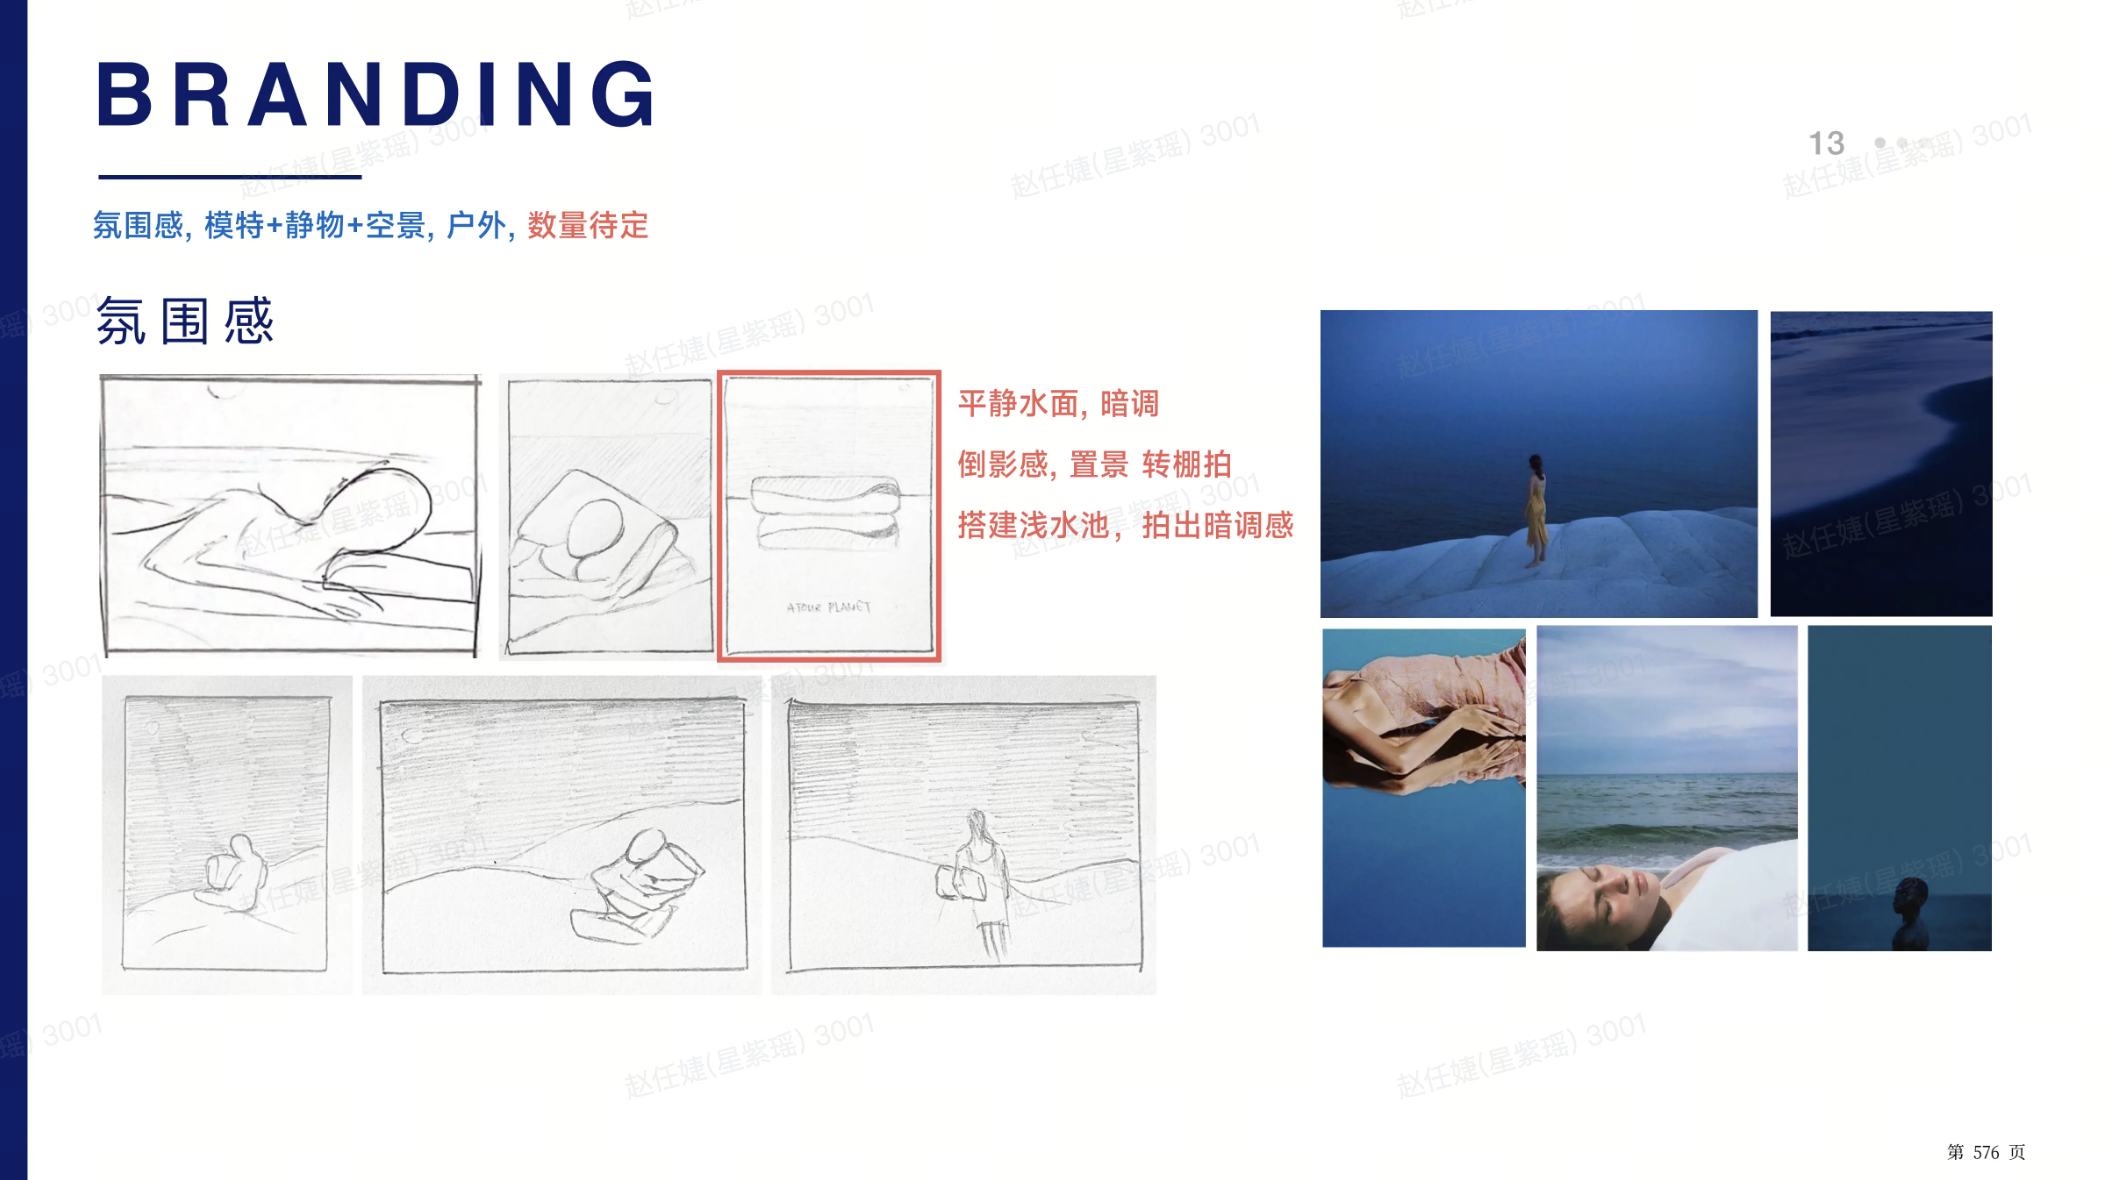 BRANDING
13
氛围感, 模特+静物+空景, 户外, 数量待定
氛围感
平静水面, 暗调
倒影感, 置景 转棚拍
搭建浅水池, 拍出暗调感
ATOUR PLANET
第 576 页
赵任婕(星紫瑶) 3001